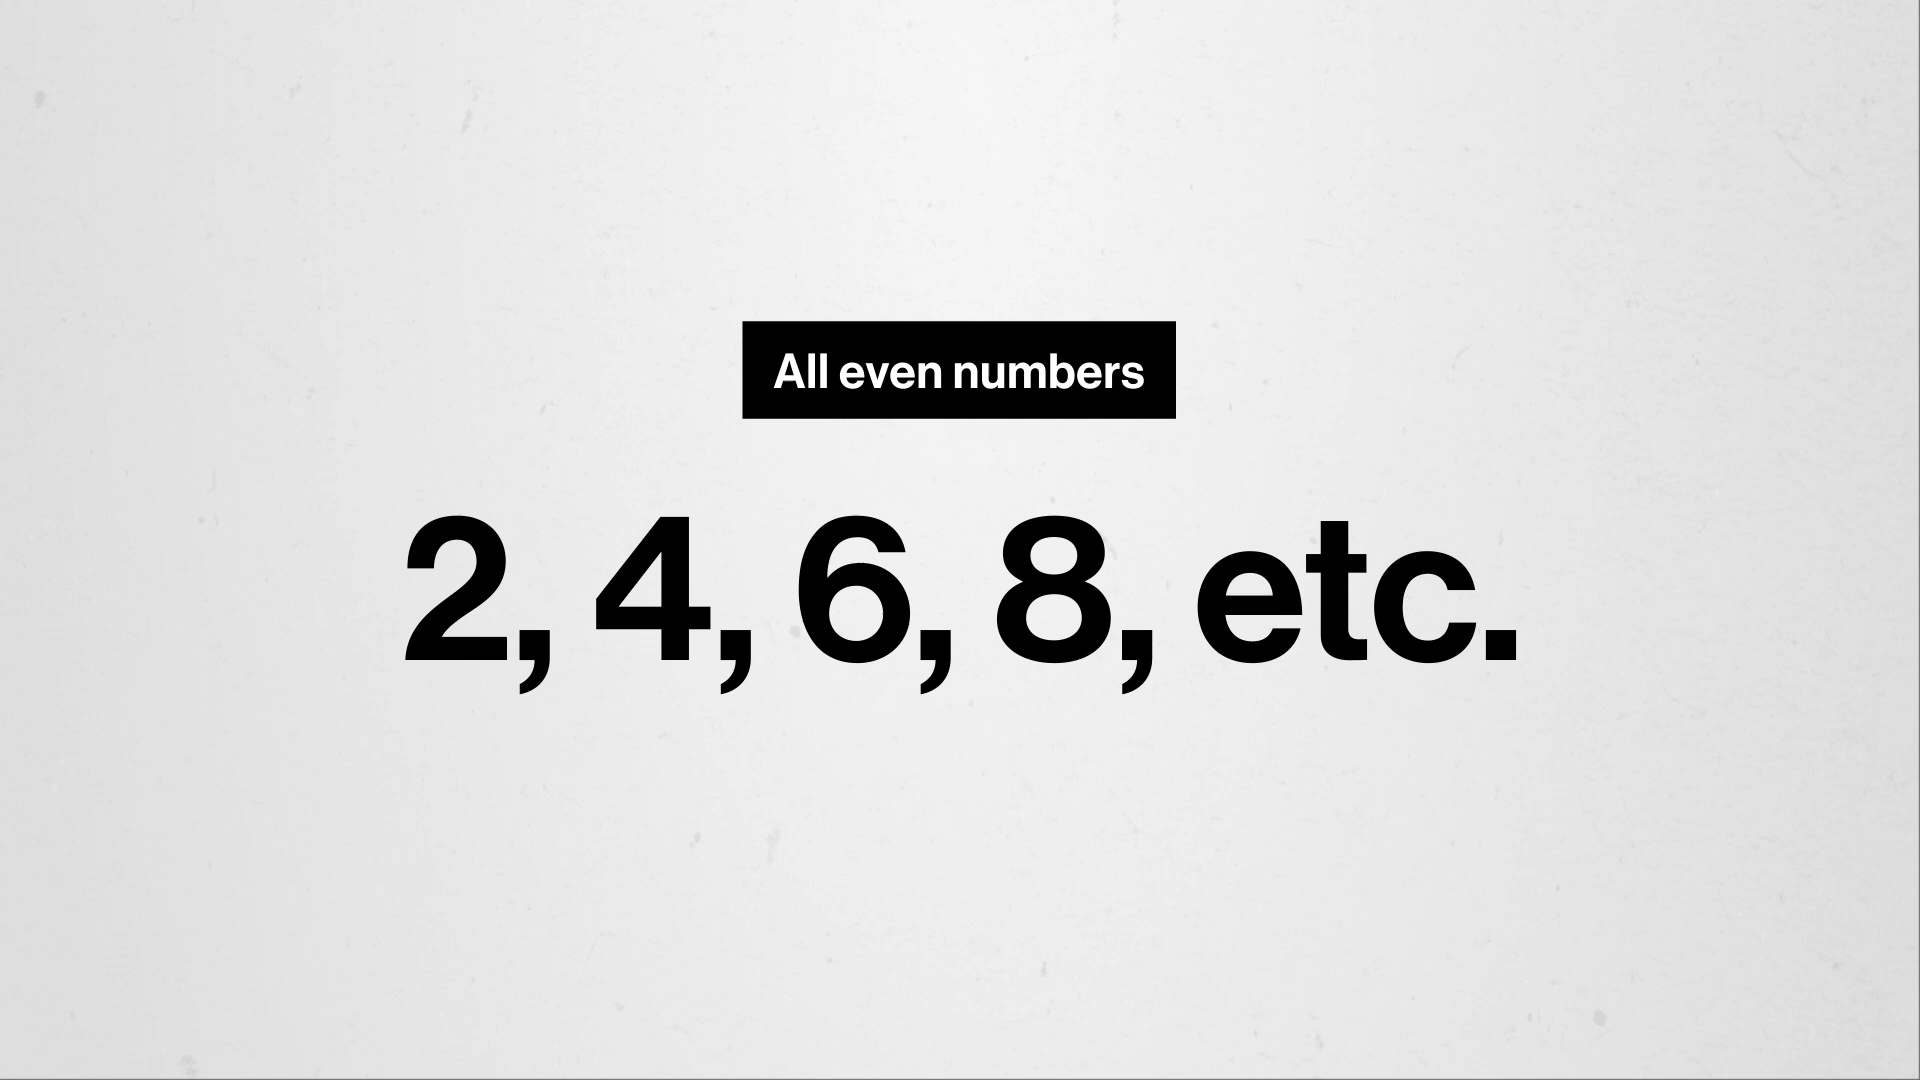 All even numbers
2, 4, 6, 8, etc.